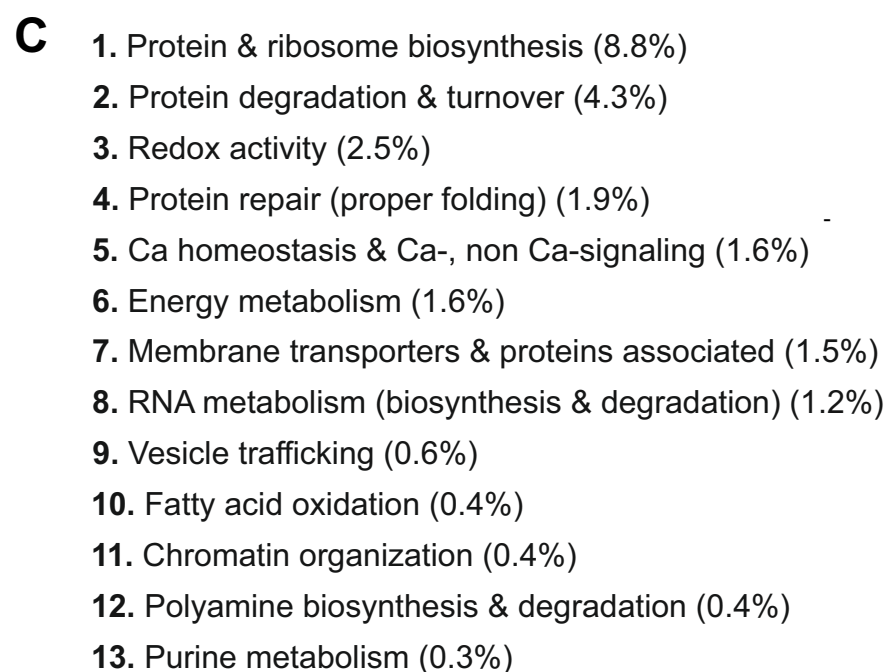 C
1. Protein & ribosome biosynthesis (8.8%)
2. Protein degradation & turnover (4.3%)
3. Redox activity (2.5%)
4. Protein repair (proper folding) (1.9%)
-
5. Ca homeostasis & Ca-, non Ca-signaling (1.6%)
6. Energy metabolism (1.6%)
7. Membrane transporters & proteins associated (1.5%)
8. RNA metabolism (biosynthesis & degradation) (1.2%)
9. Vesicle trafficking (0.6%)
10. Fatty acid oxidation (0.4%)
11. Chromatin organization (0.4%)
12. Polyamine biosynthesis & degradation (0.4%)
13. Purine metabolism (0.3%)